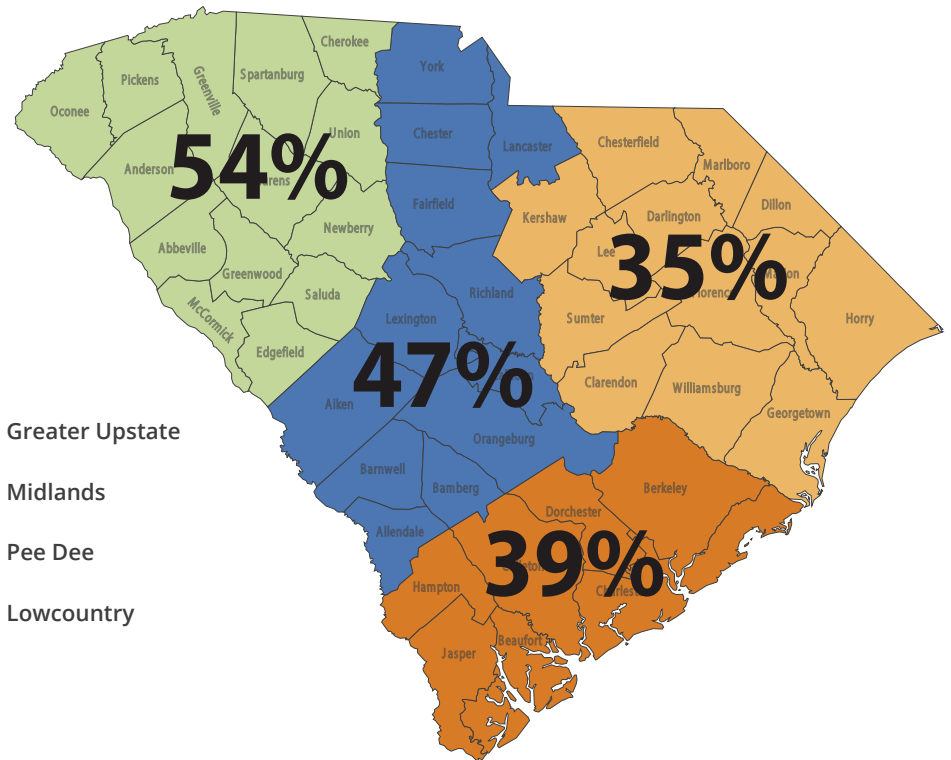 Cherokee
York
Spartanburg
Pickens
Greenville
Oconee
Union
Chester
Chesterfield
Lancaster
Marlboro
Anderson
54%
Fairfield
Dillon
Kershaw
Darlington
Newberry
Abbeville
Lee
35%
Greenwood
Saluda
Richland
McCormick
Lexington
Sumter
Horry
Edgefield
47%
Clarendon
Williamsburg
Aiken
Georgetown
Greater Upstate
Orangeburg
Barnwell
Bamberg
Berkeley
Midlands
Dorchester
Allendale
39%
Pee Dee
Hampton
Lowcountry
Beaufort
Jasper